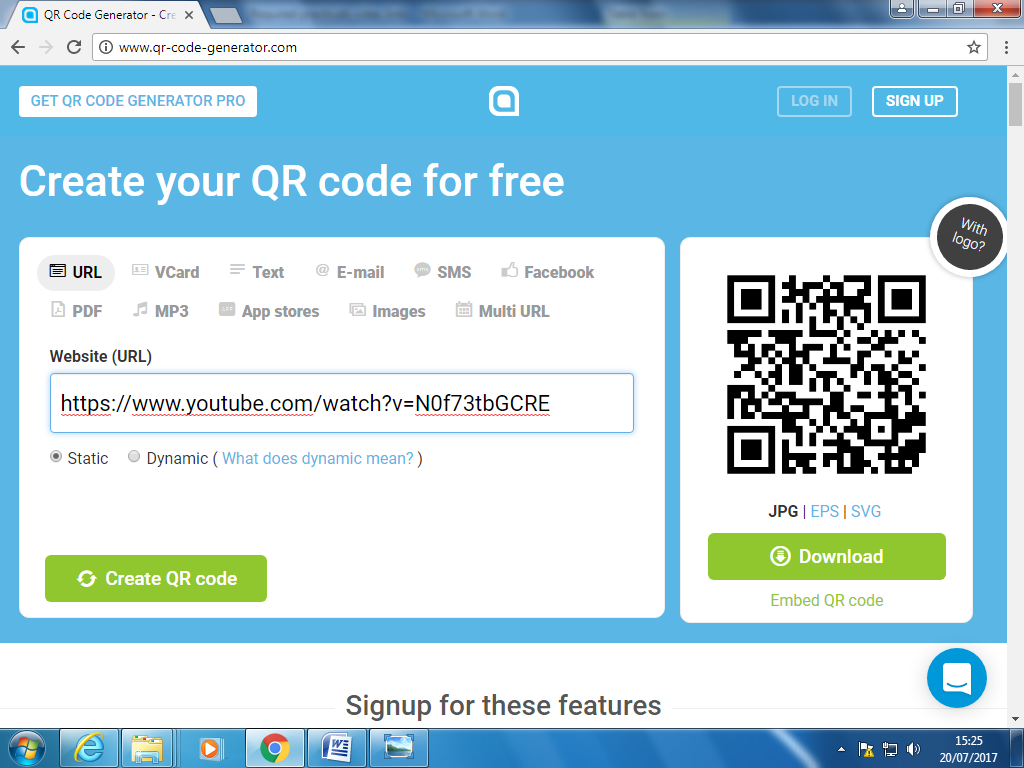 QR Code Generator - Cre
www.qr-code-generator.com
GET QR CODE GENERATOR PRO
LOG IN
SIGN UP
Create your QR code for free
With logo?
URL VCard Text E-mail SMS Facebook
PDF MP3 App stores Images Multi URL
Website (URL)
https://www.youtube.com/watch?v=N0f73tbGCRE
Static Dynamic ( What does dynamic mean? )
Create QR code
JPG | EPS | SVG
Download
Embed QR code
Signup for these features
15:25
20/07/2017